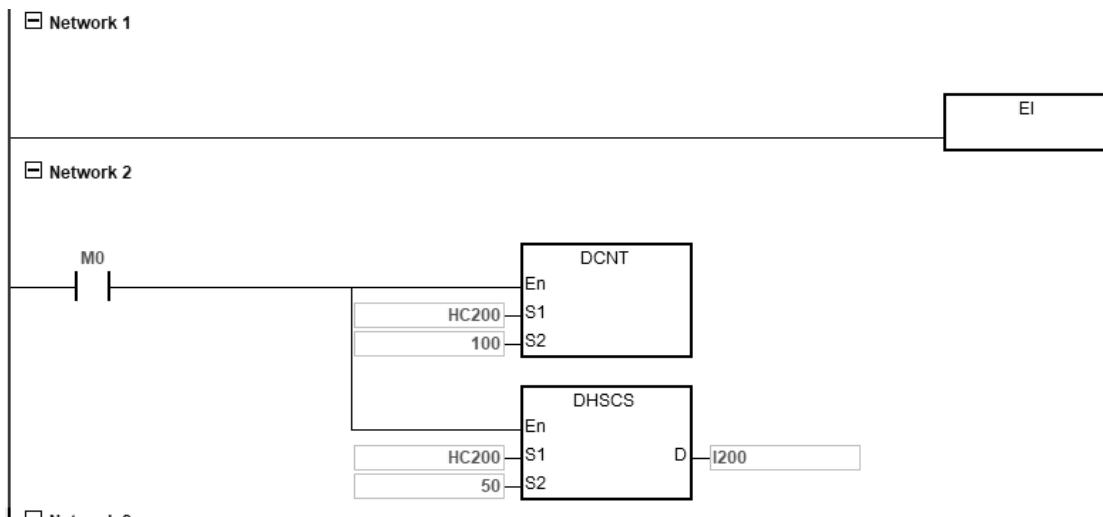 Network 1
EI
Network 2
M0
DCNT
En
HC200 S1
100 S2
DHSCS
En
HC200 S1 D I200
50 S2